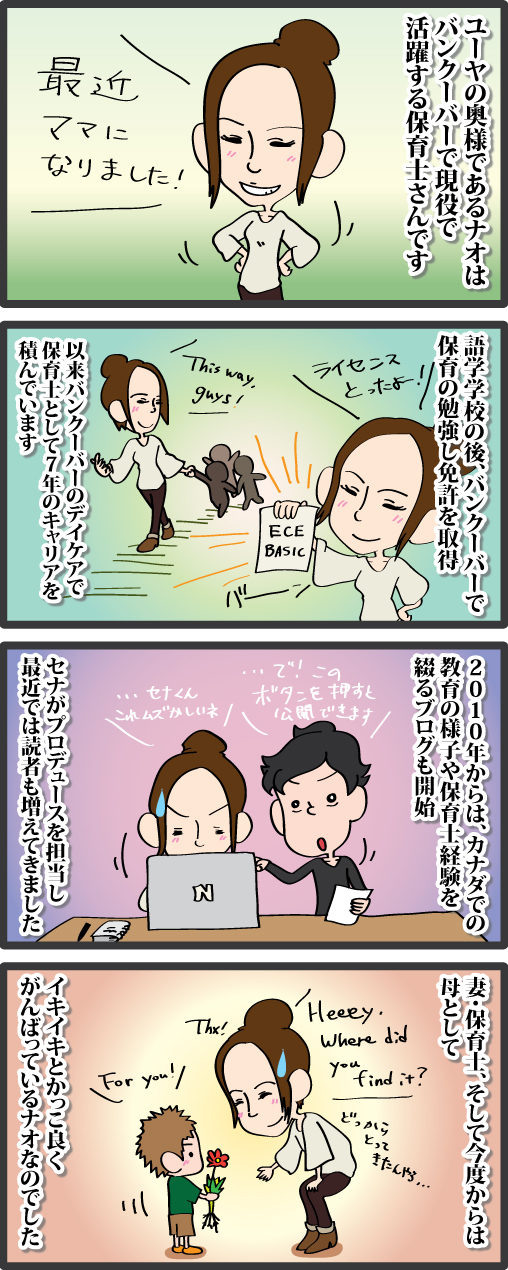 ユーヤの奥様であるナオは
バンクーバーで現役で
活躍する保育士さんです
最近
ママに
なりました!
語学学校の後、バンクーバーで
保育の勉強し免許を取得
ライセンス
とったよー!!
ECE
BASIC
バーーン
This way,
guys!
以来バンクーバーのデイケアで
保育士として7年のキャリアを
積んでいます
2010年からは、カナダでの
教育の様子や保育士経験を
綴るブログも開始
・・・で!この
ボタンを押すと
公開できます
・・・セナくん
これムズかしいネ
N
セナがプロデュースを担当し
最近では読者も増えてきました
妻・保育士、そして今度からは
母として
Heeey.
Where did
you
find it?
Thx!
どっから
とって
きたんやろ・・・
For you!
イキイキとかっこ良く
がんばっているナオなのでした